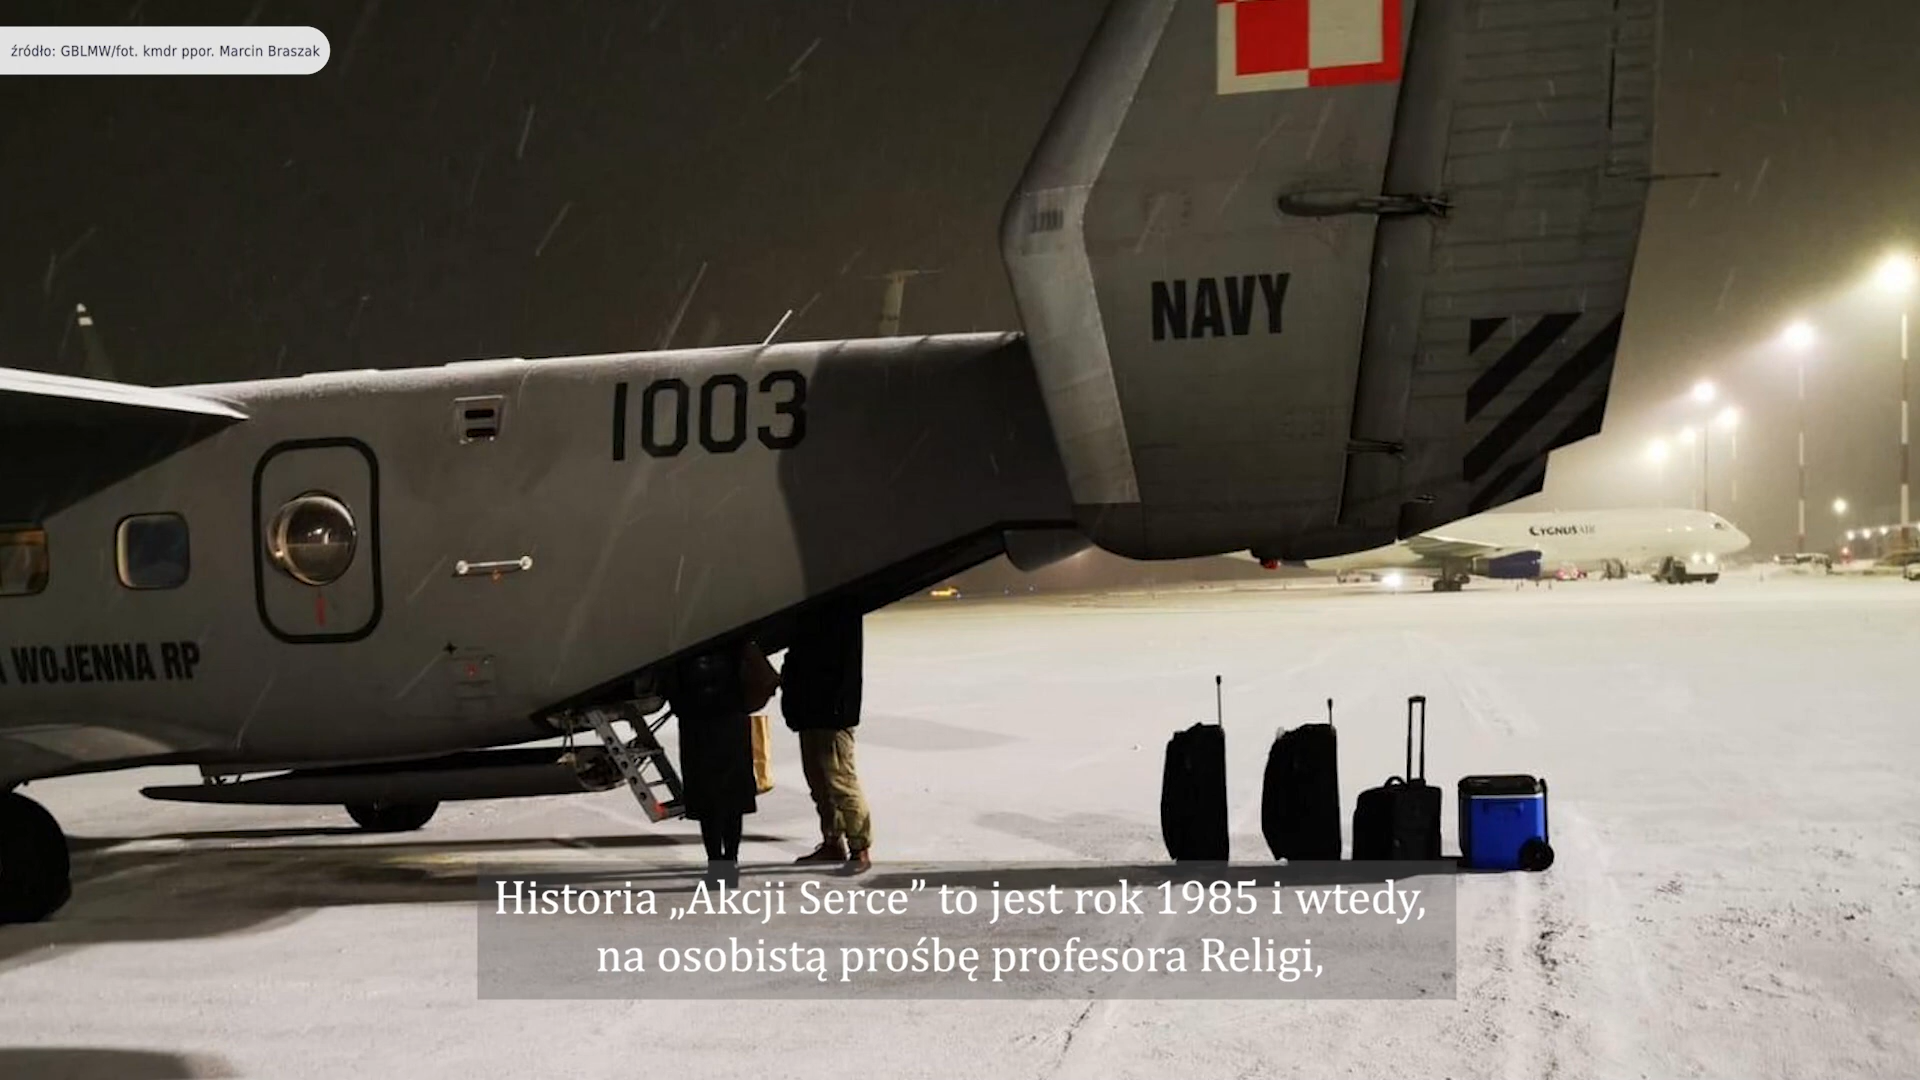 źródło: GBLMW/fot. kmdr ppor. Marcin Braszak
NAVY
1003
CYGNUS AIR
WOJENNA RP
Historia „Akcji Serce” to jest rok 1985 i wtedy,
na osobistą prośbę profesora Religi,